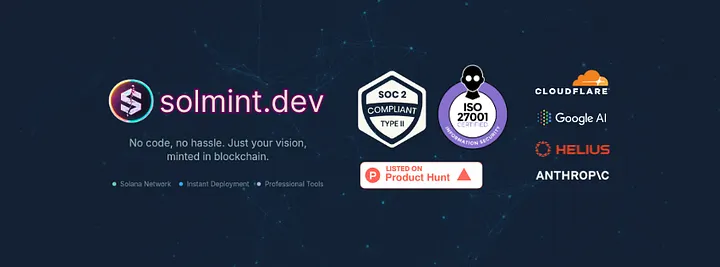 solmint.dev
No code, no hassle. Just your vision,
minted in blockchain.
Solana Network Instant Deployment Professional Tools
SOC 2
COMPLIANT
TYPE II
ISO
27001
CERTIFIED
INFORMATION SECURITY
LISTED ON
Product Hunt
CLOUDFLARE
Google AI
HELIUS
ANTHROP\C